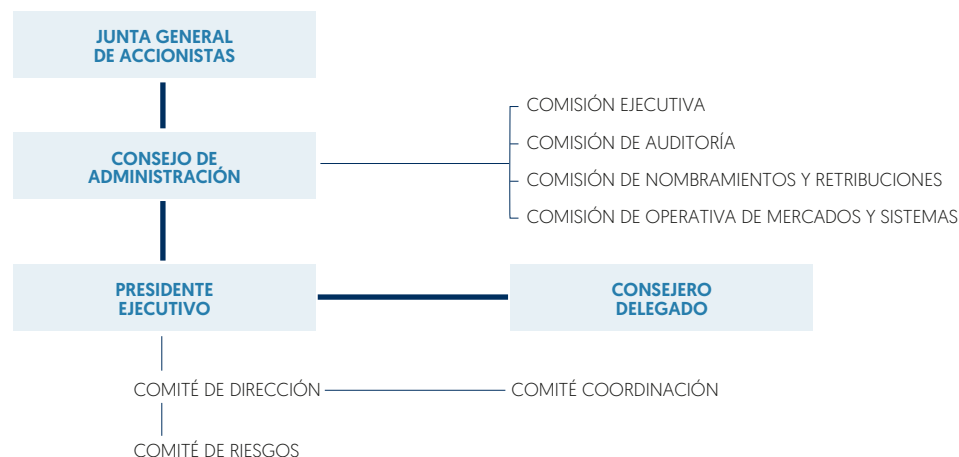 JUNTA GENERAL
DE ACCIONISTAS
COMISIÓN EJECUTIVA
COMISIÓN DE AUDITORÍA
CONSEJO DE
ADMINISTRACIÓN
COMISIÓN DE NOMBRAMIENTOS Y RETRIBUCIONES
COMISIÓN DE OPERATIVA DE MERCADOS Y SISTEMAS
PRESIDENTE
EJECUTIVO
CONSEJERO
DELEGADO
COMITÉ DE DIRECCIÓN
COMITÉ COORDINACIÓN
COMITÉ DE RIESGOS